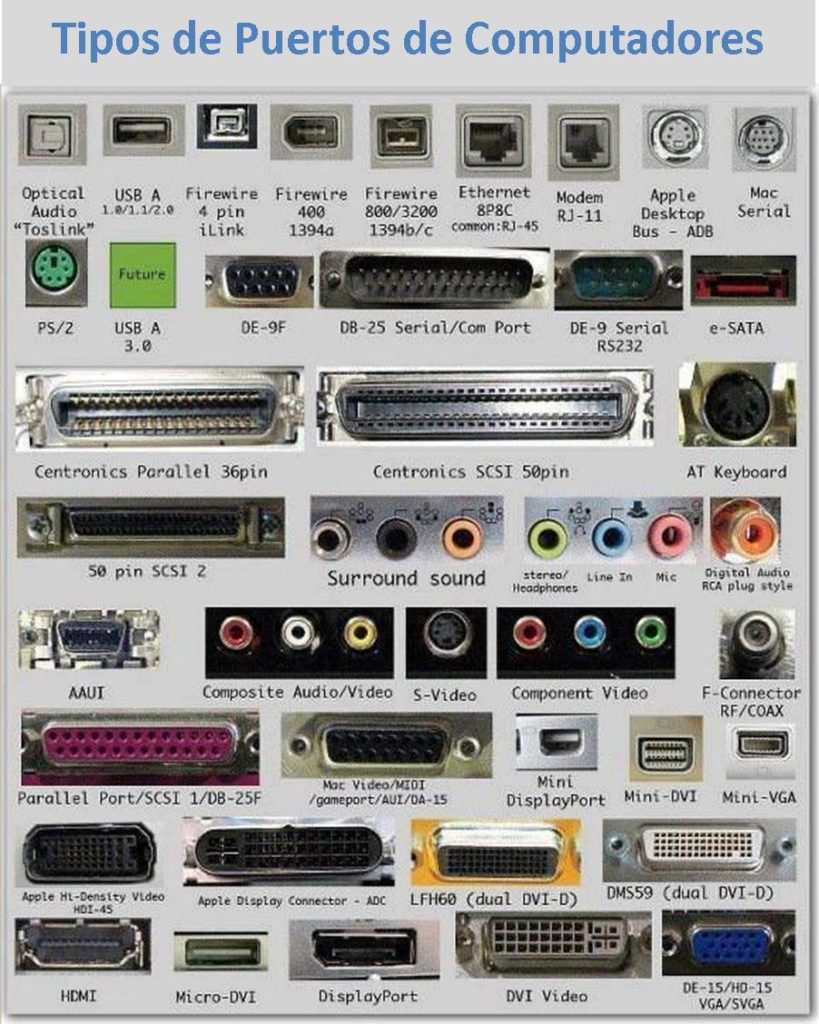 Tipos de Puertos de Computadores
Optical
Audio
"Toslink"
USB A
1.0/1.1/2.0
Firewire
4 pin
iLink
Firewire
400
1394a
Firewire
800/3200
1394b/c
Ethernet
8P8C
common:RJ-45
Modem
RJ-11
Apple
Desktop
Bus - ADB
Mac
Serial
PS/2
Future
USB A
3.0
DE-9F
DB-25 Serial/Com Port
DE-9 Serial
RS232
e-SATA
Centronics Parallel 36pin
Centronics SCSI 50pin
AT Keyboard
50 pin SCSI 2
Surround sound
stereo/
Headphones
Line In
Mic
Digital Audio
RCA plug style
AAUI
Composite Audio/Video
S-Video
Component Video
F-Connector
RF/COAX
Parallel Port/SCSI 1/DB-25F
Mac Video/MIDI
/gameport/AUI/DA-15
Mini
DisplayPort
Mini-DVI
Mini-VGA
Apple Hi-Density Video
HDI-45
Apple Display Connector - ADC
LFH60 (dual DVI-D)
DMS59 (dual DVI-D)
HDMI
Micro-DVI
DisplayPort
DVI Video
DE-15/HD-15
VGA/SVGA